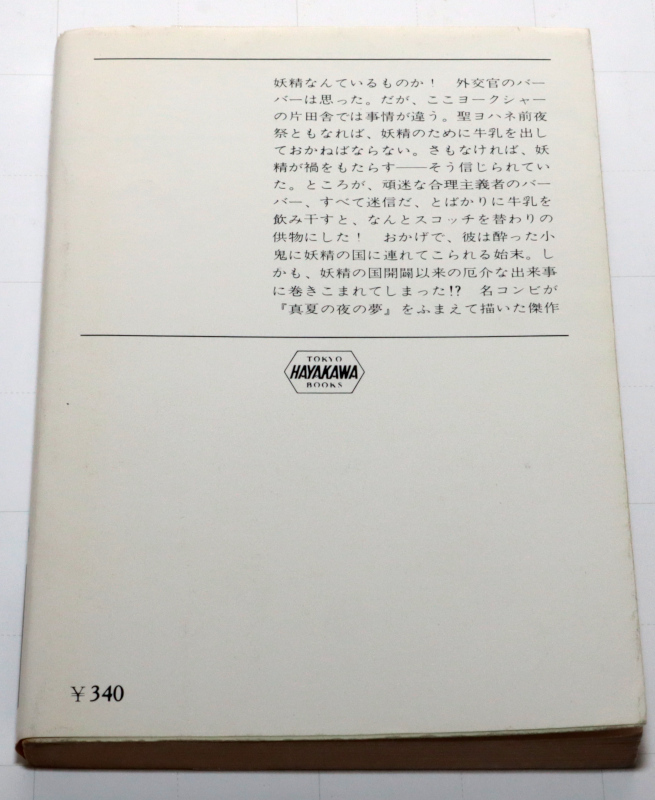 妖精なんているものか！　外交官のバー
バーは思った。だが、ここヨークシャー
の片田舎では事情が違う。聖ヨハネ前夜
祭ともなれば、妖精のために牛乳を出し
ておかねばならない。さもなければ、妖
精が禍をもたらす――そう信じられてい
た。ところが、頑迷な合理主義者のバー
バー、すべて迷信だ、とばかりに牛乳を
飲み干すと、なんとスコッチを替わりの
供物にした！　おかげで、彼は酔った小
鬼に妖精の国に連れてこられる始末。し
かも、妖精の国開闢以来の厄介な出来事
に巻きこまれてしまった!?　名コンビが
『真夏の夜の夢』をふまえて描いた傑作
TOKYO
HAYAKAWA
BOOKS
￥340